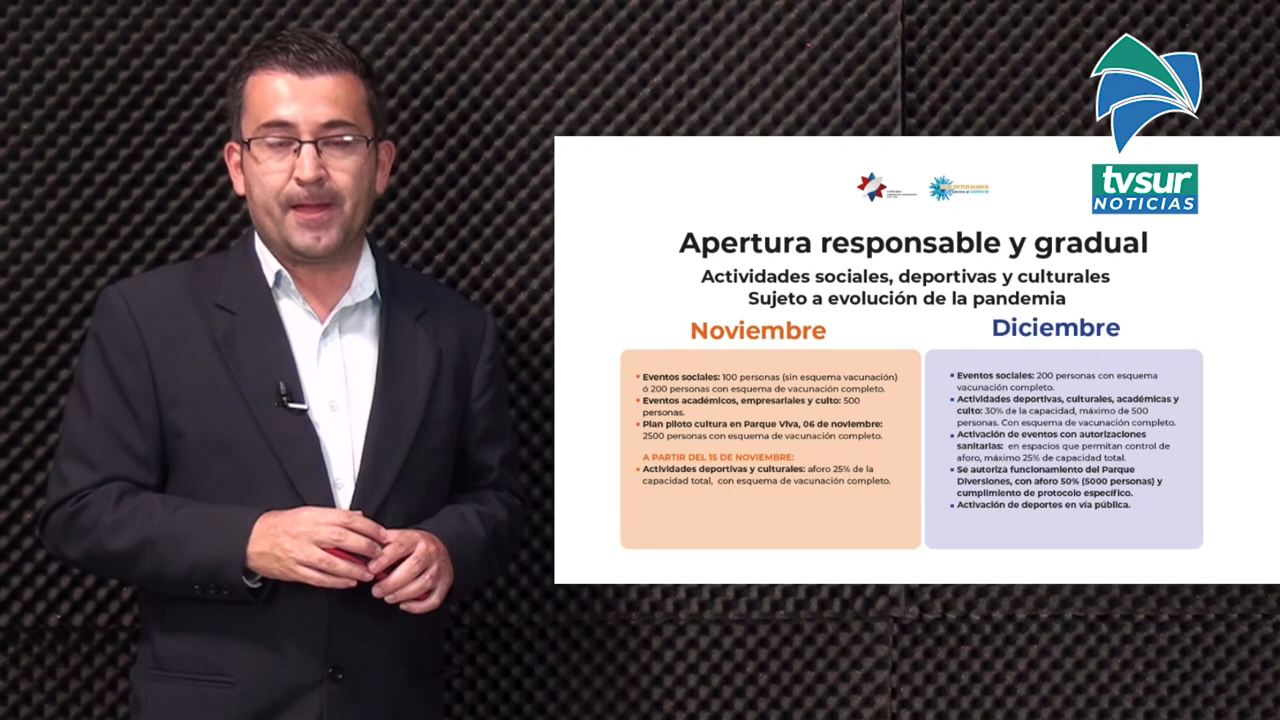 tvsur
NOTICIAS
Apertura responsable y gradual
Actividades sociales, deportivas y culturales
Sujeto a evolución de la pandemia
Noviembre
Eventos sociales: 100 personas (sin esquema vacunación)
ó 200 personas con esquema de vacunación completo.
Eventos académicos, empresariales y culto: 500
personas.
Plan piloto cultura en Parque Viva, 06 de noviembre:
2500 personas con esquema de vacunación completo.
A PARTIR DEL 15 DE NOVIEMBRE:
Actividades deportivas y culturales: aforo 25% de la
capacidad total, con esquema de vacunación completo.
Diciembre
Eventos sociales: 200 personas con esquema
vacunación completo.
Actividades deportivas, culturales, académicas y
culto: 30% de la capacidad, máximo de 500
personas. Con esquema de vacunación completo.
Activación de eventos con autorizaciones
sanitarias: en espacios que permitan control de
aforo, máximo 25% de capacidad total.
Se autoriza funcionamiento del Parque
Diversiones, con aforo 50% (5000 personas) y
cumplimiento de protocolo específico.
Activación de deportes en vía pública.